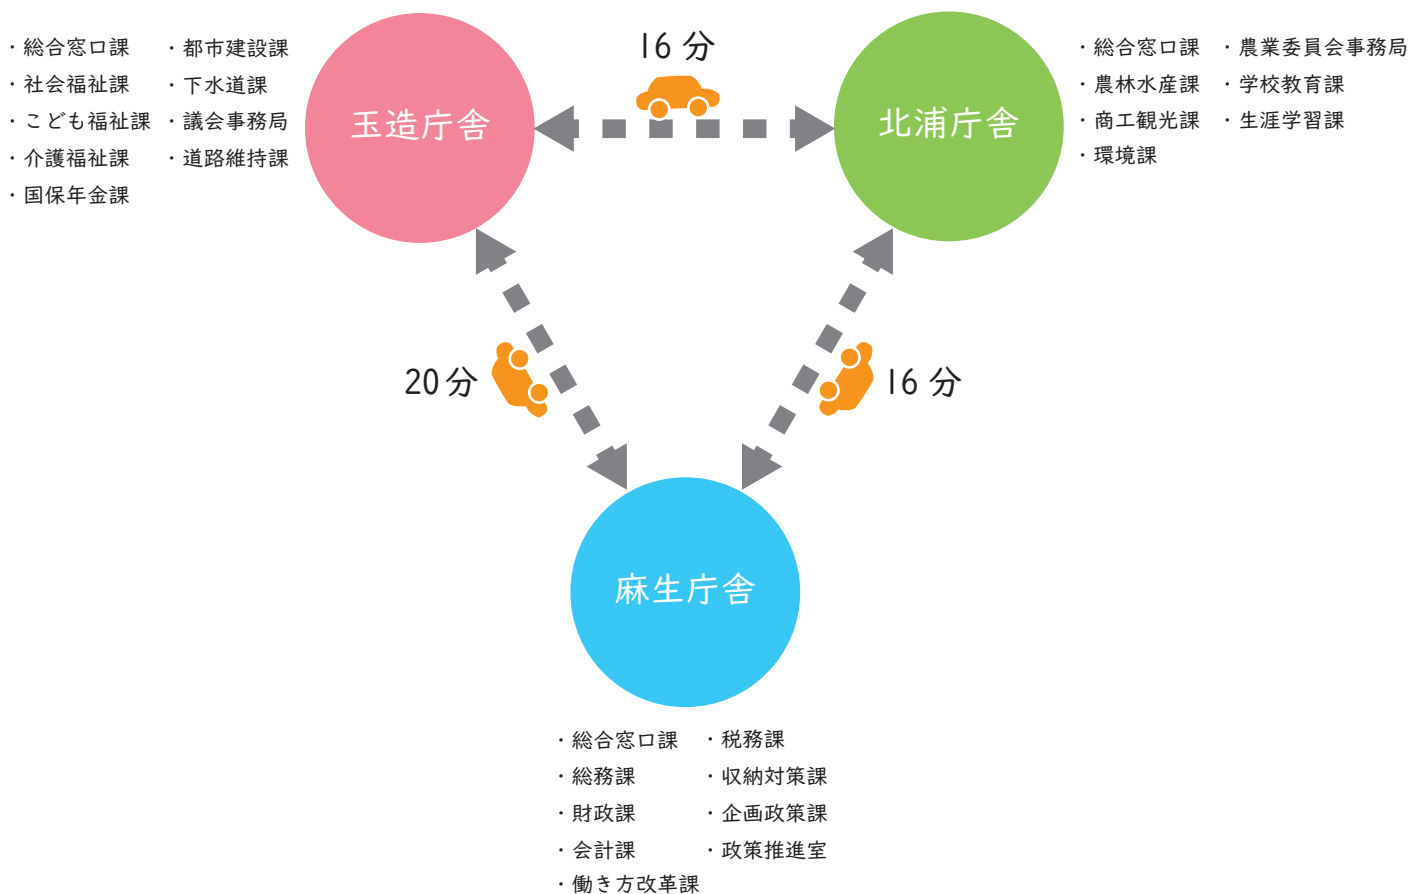 ・総合窓口課 ・都市建設課
・社会福祉課 ・下水道課
・こども福祉課 ・議会事務局
・介護福祉課 ・道路維持課
・国保年金課
玉造庁舎
16分
北浦庁舎
・総合窓口課 ・農業委員会事務局
・農林水産課 ・学校教育課
・商工観光課 ・生涯学習課
・環境課
20分
16分
麻生庁舎
・総合窓口課 ・税務課
・総務課 ・収納対策課
・財政課 ・企画政策課
・会計課 ・政策推進室
・働き方改革課